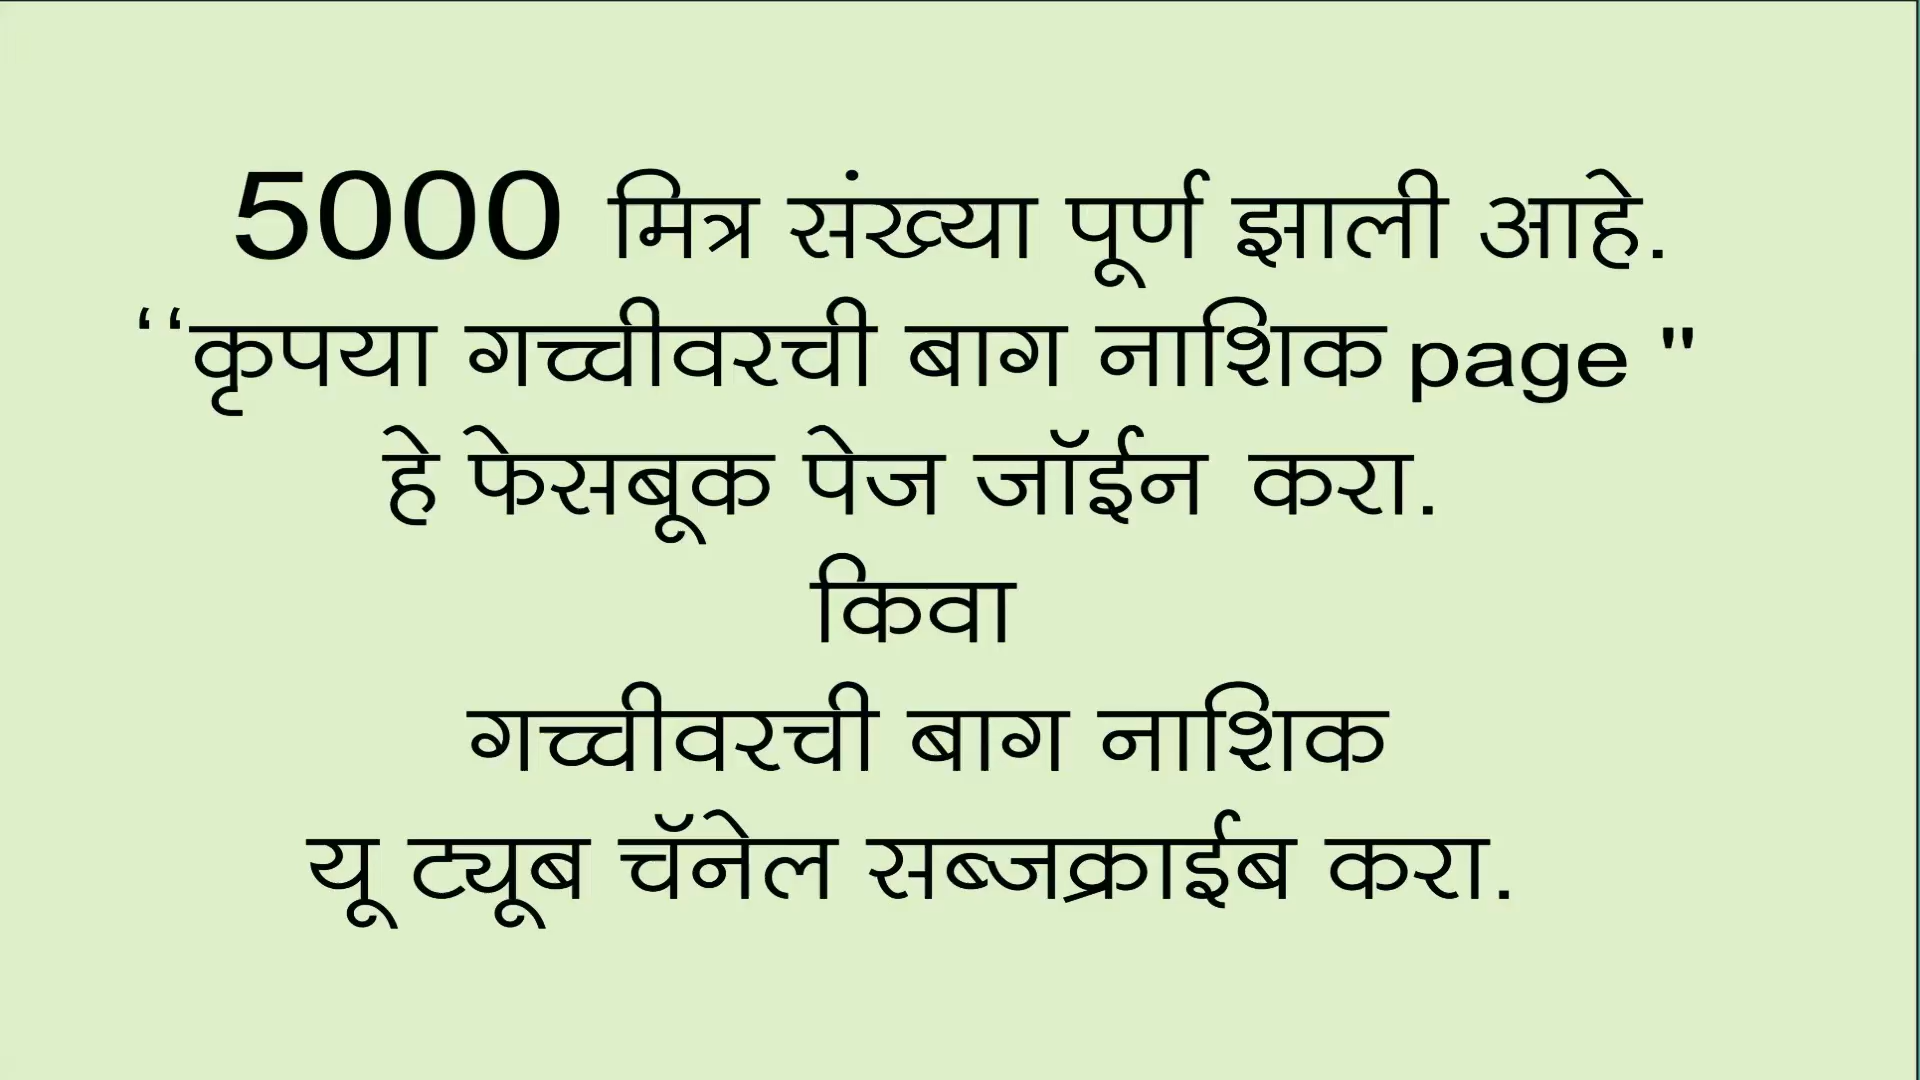 5000 मित्र संख्या पूर्ण झाली आहे.
‘‘कृपया गच्चीवरची बाग नाशिक page "
हे फेसबूक पेज जॉईन करा.
किवा
गच्चीवरची बाग नाशिक
यू ट्यूब चॅनेल सब्जक्राईब करा.